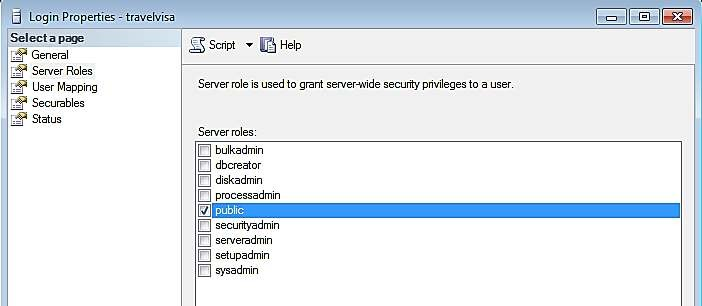 Login Properties - travelvisa
Select a page
General
Server Roles
User Mapping
Securables
Status
Script Help
Server role is used to grant server-wide security privileges to a user.
Server roles:
bulkadmin
dbcreator
diskadmin
processadmin
public
securityadmin
serveradmin
setupadmin
sysadmin